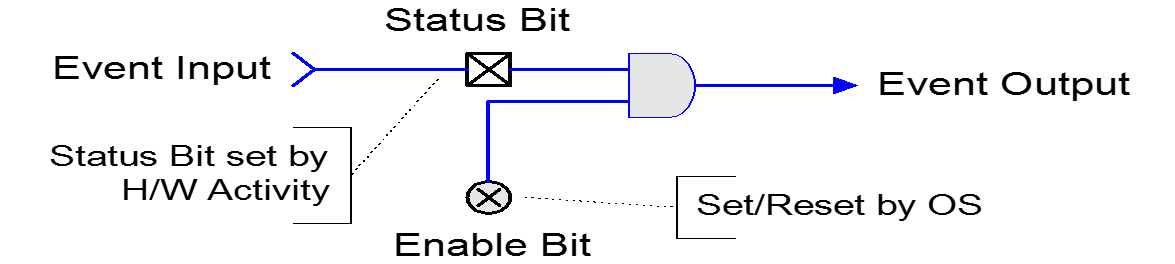 Status Bit
Event Input
Event Output
Status Bit set by
H/W Activity
Set/Reset by OS
Enable Bit